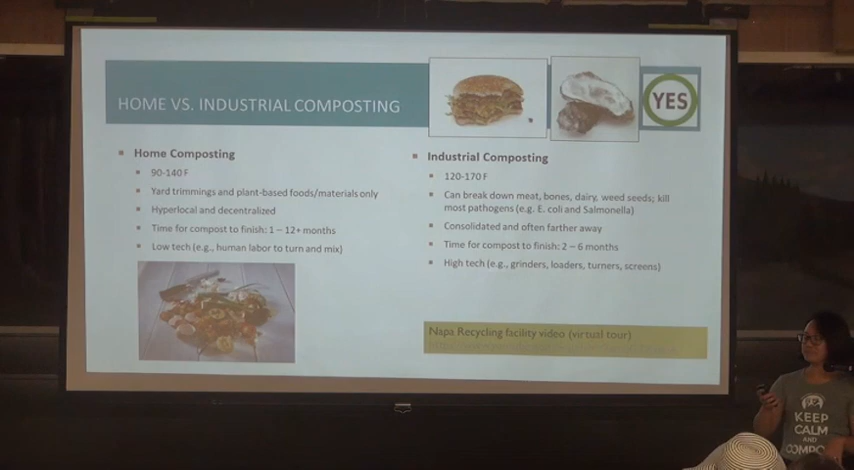 HOME VS. INDUSTRIAL COMPOSTING
YES
Home Composting
90-140 F
Yard trimmings and plant-based foods/materials only
Hyperlocal and decentralized
Time for compost to finish: 1 – 12+ months
Low tech (e.g., human labor to turn and mix)
Industrial Composting
120-170 F
Can break down meat, bones, dairy, weed seeds; kill
most pathogens (e.g. E. coli and Salmonella)
Consolidated and often farther away
Time for compost to finish: 2 – 6 months
High tech (e.g., grinders, loaders, turners, screens)
Napa Recycling facility video (virtual tour)
KEEP
CALM
AND
COMPO